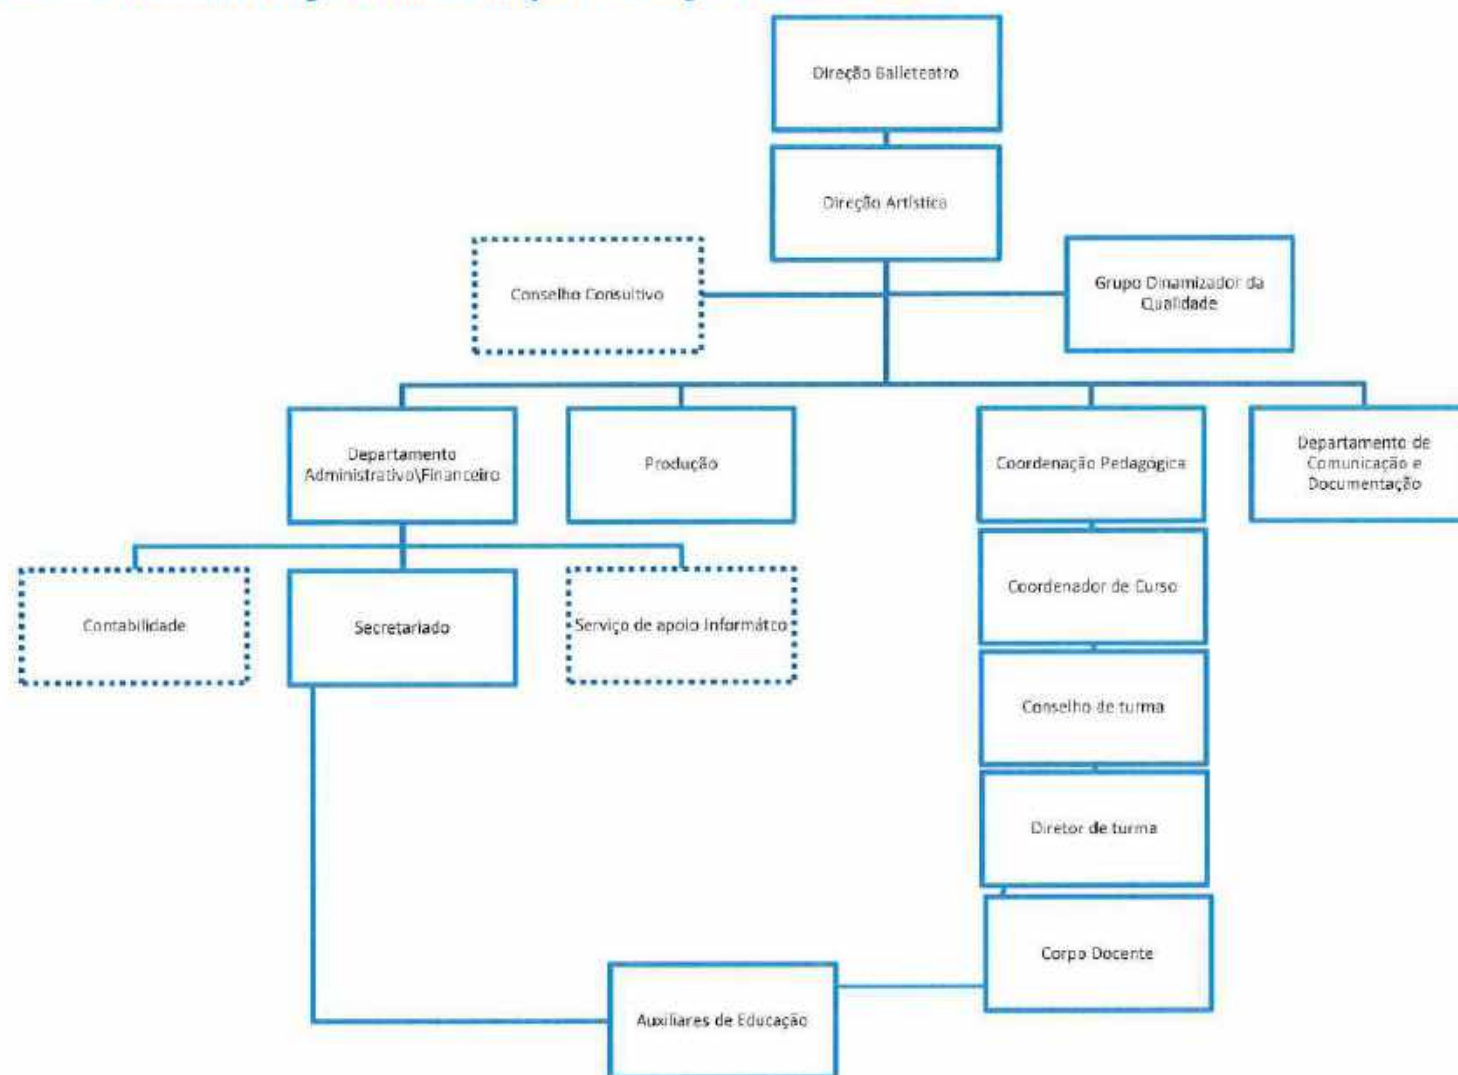 Direção Balleteatro
Direção Artística
Conselho Consultivo
Grupo Dinamizador da
Qualidade
Departamento
Administrativo\Financeiro
Produção
Coordenação Pedagógica
Departamento de
Comunicação e
Documentação
Contabilidade
Secretariado
Serviço de apoio Informátco
Coordenador de Curso
Conselho de turma
Diretor de turma
Corpo Docente
Auxiliares de Educação